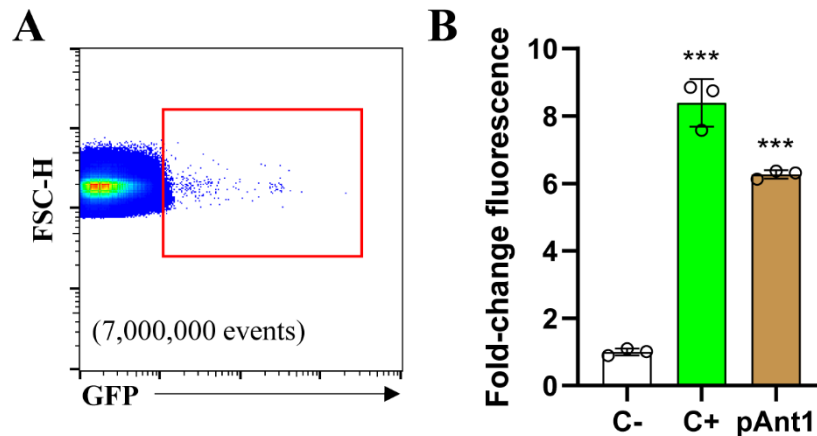 A
FSC-H
(7,000,000 events)
GFP
B
Fold-change fluorescence
10
8
6
4
2
0
***
***
C-
C+
pAnt1